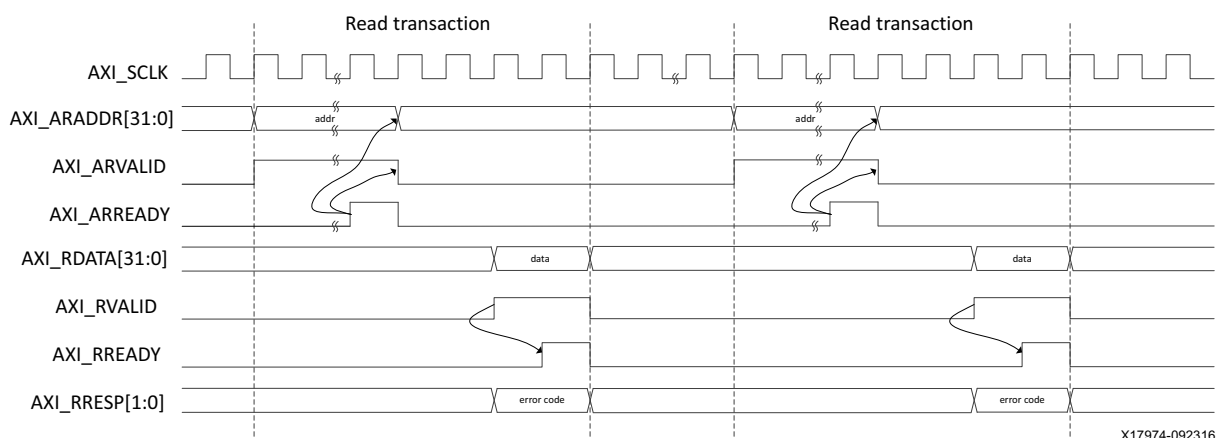 Read transaction Read transaction
AXI_SCLK
AXI_ARADDR[31:0] addr addr
AXI_ARVALID
AXI_ARREADY
AXI_RDATA[31:0] data data
AXI_RVALID
AXI_RREADY
AXI_RRESP[1:0] error code error code
X17974-092316